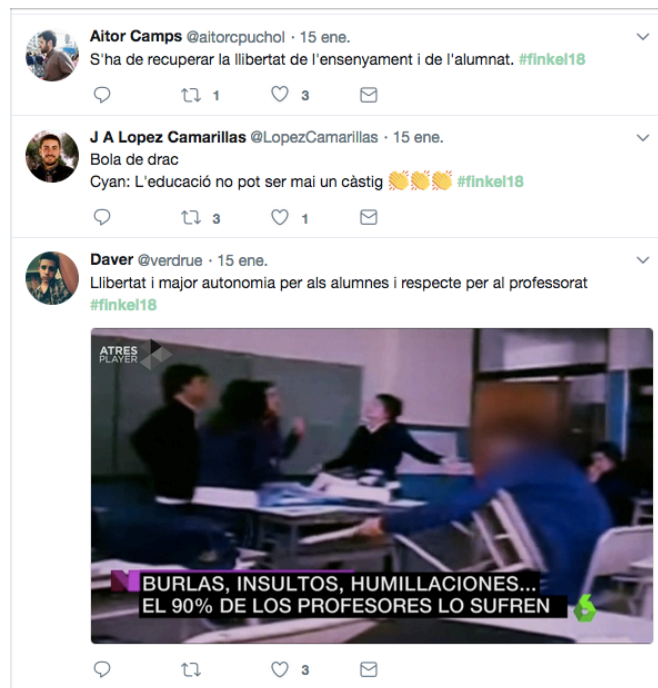 Aitor Camps @aitorcpuchol · 15 ene.
S'ha de recuperar la llibertat de l'ensenyament i de l'alumnat. #finkel18
1 3
J A Lopez Camarillas @LopezCamarillas · 15 ene.
Bola de drac
Cyan: L'educació no pot ser mai un càstig 👏👏👏 #finkel18
3 1
Daver @verdrue · 15 ene.
Llibertat i major autonomia per als alumnes i respecte per al professorat
#finkel18
ATRES
PLAYER
BURLAS, INSULTOS, HUMILLACIONES...
EL 90% DE LOS PROFESORES LO SUFREN
3